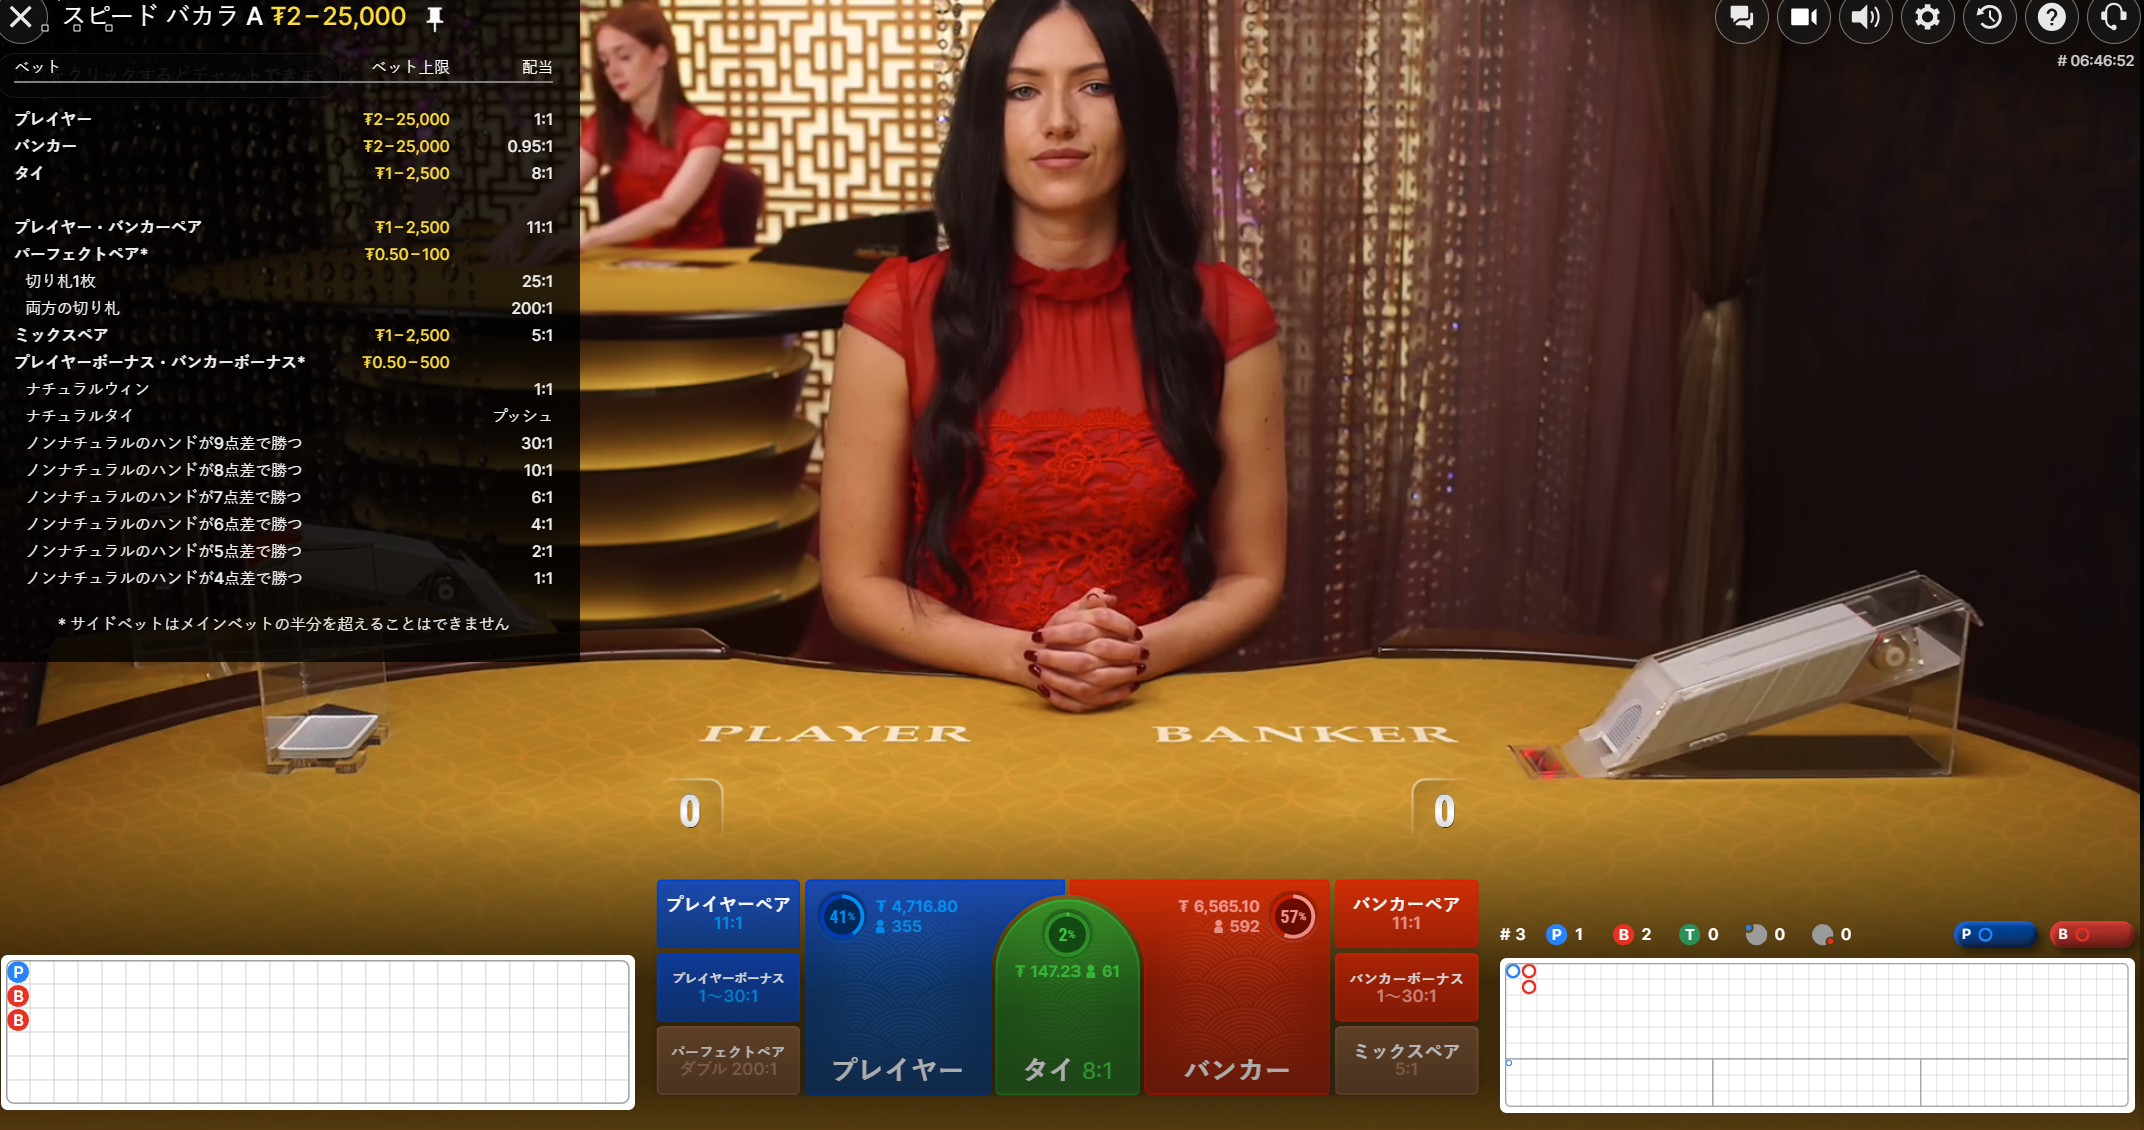 スピード バカラ A ₮2–25,000
# 06:46:52
ベット ベット上限 配当
プレイヤー ₮2–25,000 1:1
バンカー ₮2–25,000 0.95:1
タイ ₮1–2,500 8:1
プレイヤー・バンカーペア ₮1–2,500 11:1
パーフェクトペア* ₮0.50–100
切り札1枚 25:1
両方の切り札 200:1
ミックスペア ₮1–2,500 5:1
プレイヤーボーナス・バンカーボーナス* ₮0.50–500
ナチュラルウィン 1:1
ナチュラルタイ プッシュ
ノンナチュラルのハンドが9点差で勝つ 30:1
ノンナチュラルのハンドが8点差で勝つ 10:1
ノンナチュラルのハンドが7点差で勝つ 6:1
ノンナチュラルのハンドが6点差で勝つ 4:1
ノンナチュラルのハンドが5点差で勝つ 2:1
ノンナチュラルのハンドが4点差で勝つ 1:1
* サイドベットはメインベットの半分を超えることはできません
PLAYER BANKER
0 0
プレイヤーペア
11:1
41% ₮ 4,716.80
355
2%
₮ 147.23 61
₮ 6,565.10 57%
592
バンカーペア
11:1
プレイヤーボーナス
1～30:1
バンカーボーナス
1～30:1
パーフェクトペア
ダブル 200:1
プレイヤー
タイ 8:1
バンカー
ミックスペア
5:1
# 3 P 1 B 2 T 0 0 0 P B
P
B
B